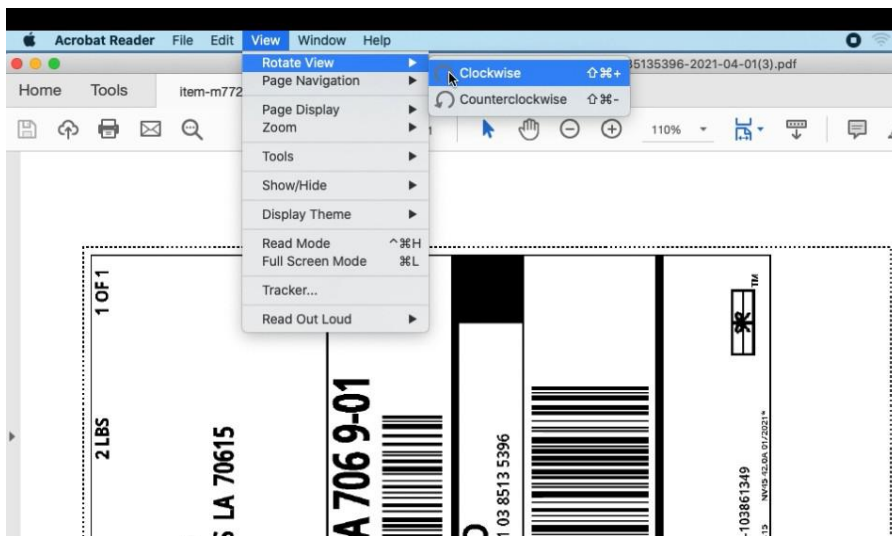 Acrobat Reader File Edit View Window Help
35135396-2021-04-01(3).pdf
Rotate View
Clockwise ⇧⌘+
Counterclockwise ⇧⌘-
Page Navigation
Page Display
Zoom
Tools
Show/Hide
Display Theme
Read Mode ^⌘H
Full Screen Mode ⌘L
Tracker...
Read Out Loud
Home Tools item-m772
110%
1 OF 1
2 LBS
LA 70615
A 706 9-01
1 03 8513 5396
TM
-103861349
NV45 42.0A 01/2021*